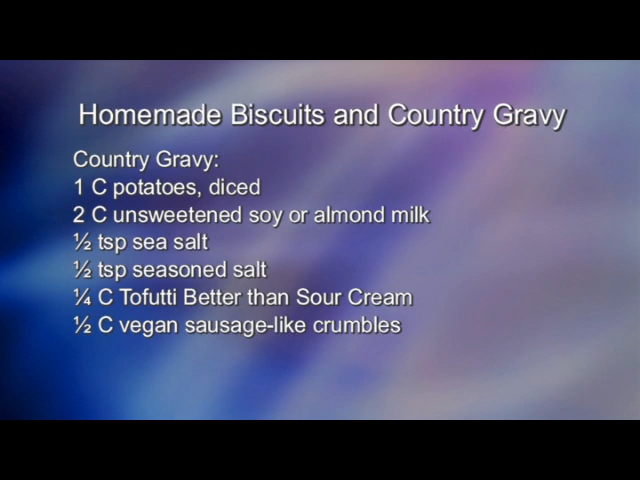 Homemade Biscuits and Country Gravy
Country Gravy:
1 C potatoes, diced
2 C unsweetened soy or almond milk
½ tsp sea salt
½ tsp seasoned salt
¼ C Tofutti Better than Sour Cream
½ C vegan sausage-like crumbles